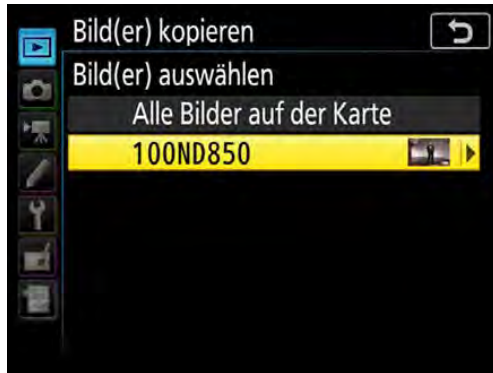 Bild(er) kopieren
Bild(er) auswählen
Alle Bilder auf der Karte
100ND850